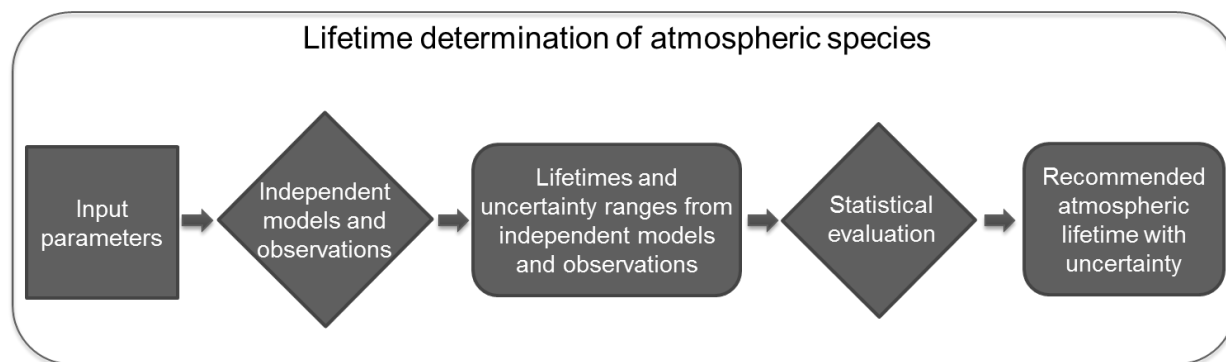 Lifetime determination of atmospheric species
Input
parameters
Independent
models and
observations
Lifetimes and
uncertainty ranges from
independent models
and observations
Statistical
evaluation
Recommended
atmospheric
lifetime with
uncertainty